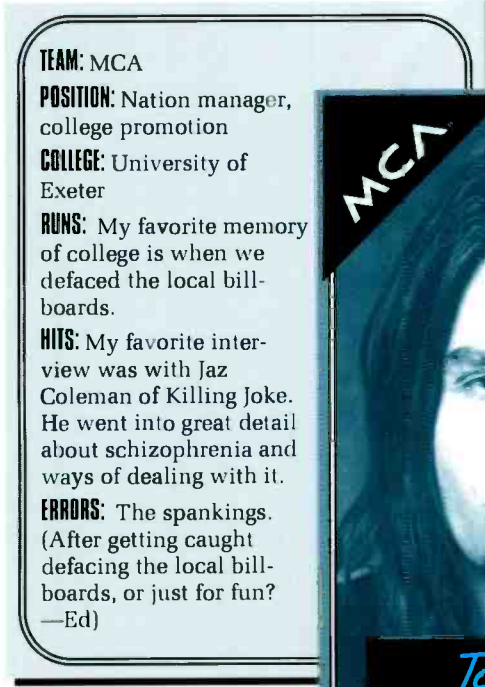 TEAM: MCA
POSITION: Nation manager,
college promotion
COLLEGE: University of
Exeter
RUNS: My favorite memory
of college is when we
defaced the local bill-
boards.
HITS: My favorite inter-
view was with Jaz
Coleman of Killing Joke.
He went into great detail
about schizophrenia and
ways of dealing with it.
ERRORS: The spankings.
(After getting caught
defacing the local bill-
boards, or just for fun?
—Ed)
MCA